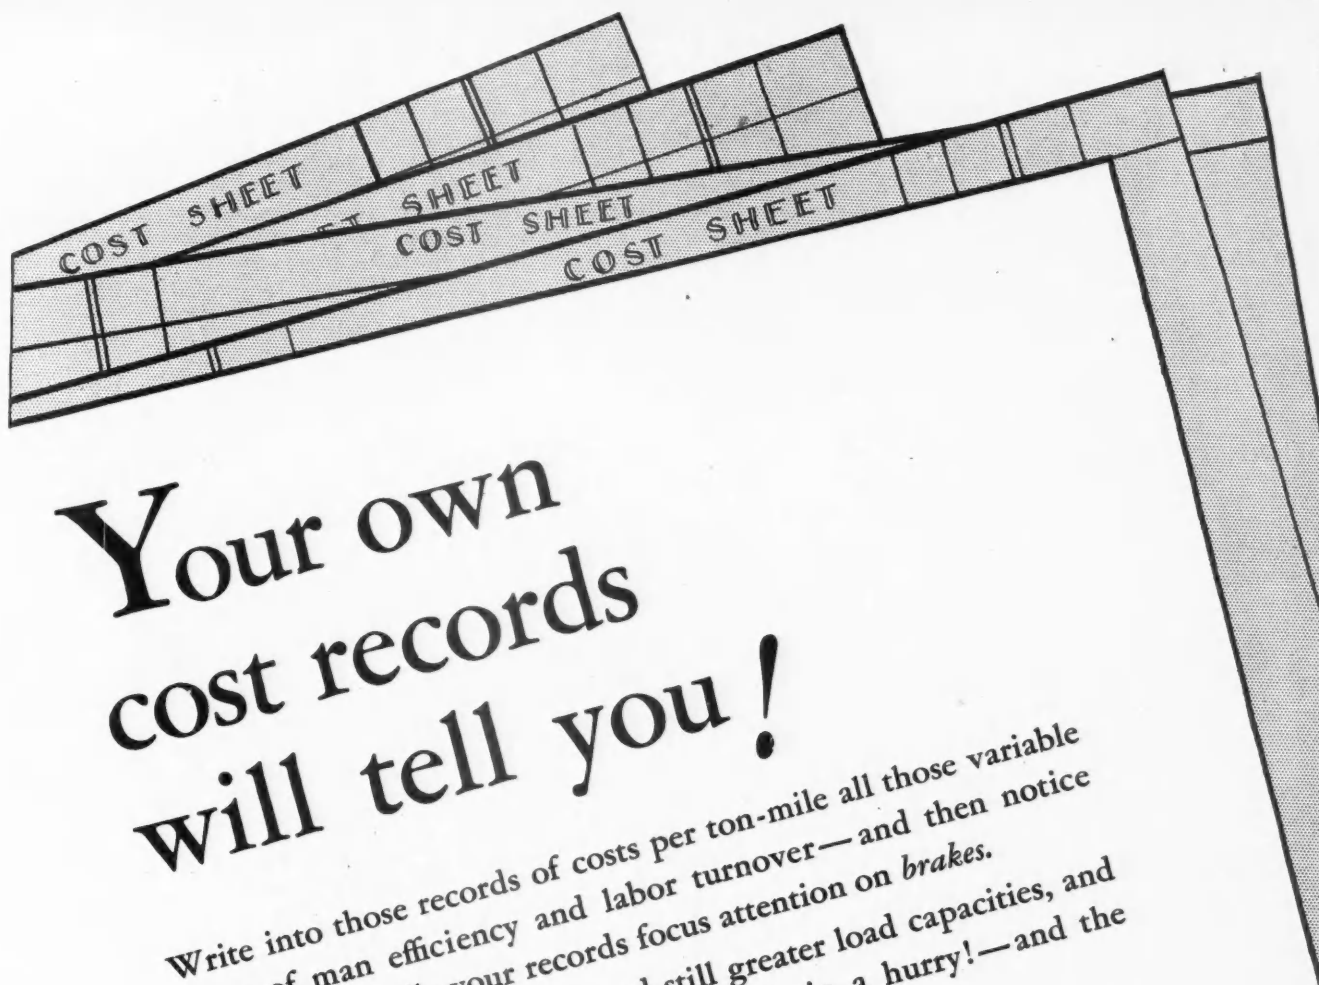 COST SHEET
SHEET
COST SHEET
COST SHEET
Your own
cost records
will tell you!
Write into those records of costs per ton-mile all those variable
of man efficiency and labor turnover—and then notice
your records focus attention on brakes.
still greater load capacities, and
a hurry!—and the